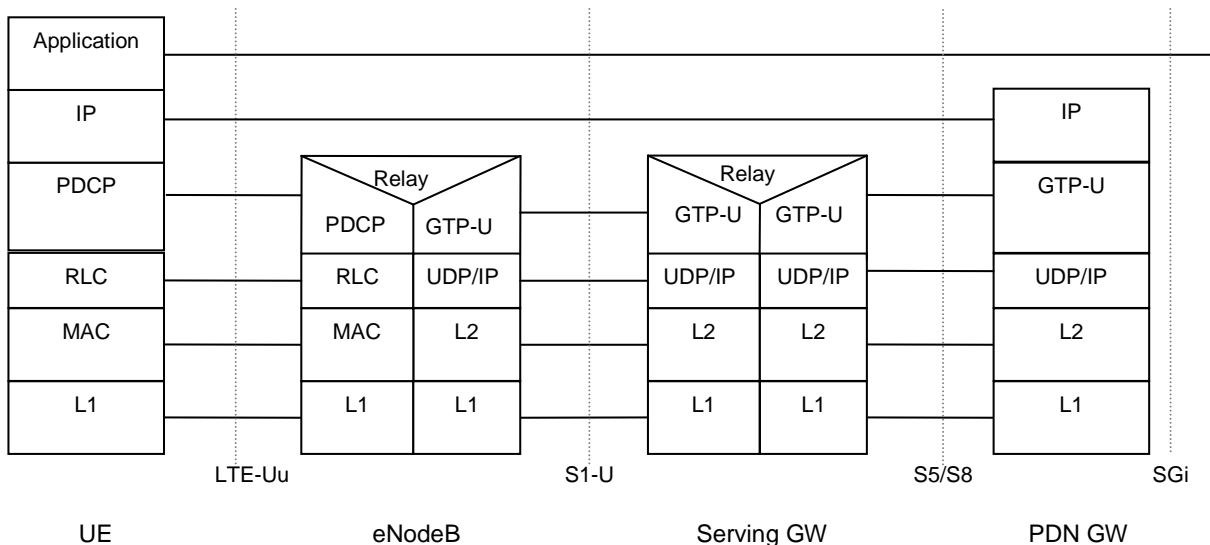 Application
IP
IP
PDCP
Relay
Relay
GTP-U
PDCP
GTP-U
GTP-U
GTP-U
RLC
RLC
UDP/IP
UDP/IP
UDP/IP
UDP/IP
MAC
MAC
L2
L2
L2
L2
L1
L1
L1
L1
L1
L1
LTE-Uu
S1-U
S5/S8
SGi
UE
eNodeB
Serving GW
PDN GW